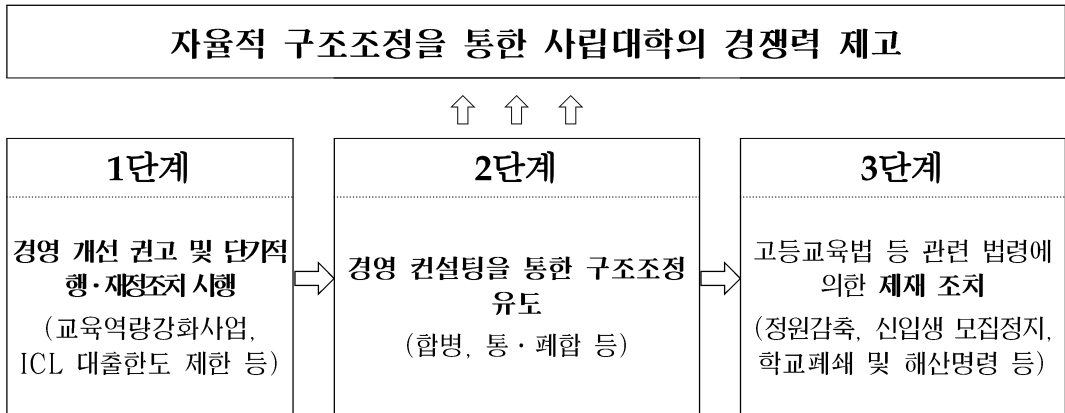 자율적 구조조정을 통한 사립대학의 경쟁력 제고
1단계
경영 개선 권고 및 단기적
행·재정조치 시행
(교육역량강화사업,
ICL 대출한도 제한 등)
2단계
경영 컨설팅을 통한 구조조정
유도
(합병, 통·폐합 등)
3단계
고등교육법 등 관련 법령에
의한 제재 조치
(정원감축, 신입생 모집정지,
학교폐쇄 및 해산명령 등)